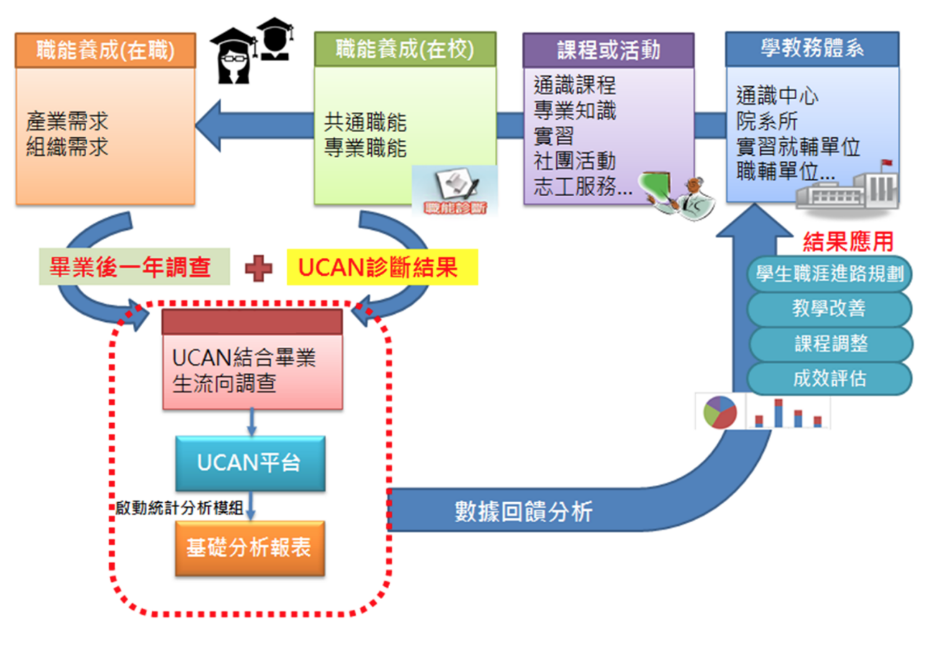 職能養成(在職)
產業需求
組織需求
職能養成(在校)
共通職能
專業職能
職能診斷
課程或活動
通識課程
專業知識
實習
社團活動
志工服務...
學教務體系
通識中心
院系所
實習就輔單位
職輔單位...
畢業後一年調查
UCAN診斷結果
UCAN結合畢業
生流向調查
UCAN平台
啟動統計分析模組
基礎分析報表
數據回饋分析
結果應用
學生職涯進路規劃
教學改善
課程調整
成效評估